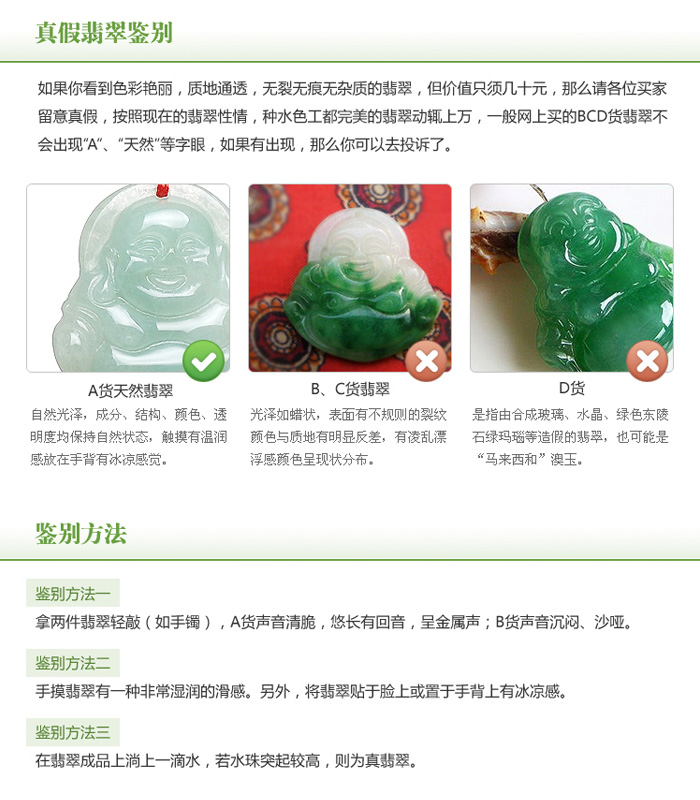 真假翡翠鉴别
如果你看到色彩艳丽，质地通透，无裂无痕无杂质的翡翠，但价值只须几十元，那么请各位买家
留意真假，按照现在的翡翠性情，种水色工都完美的翡翠动辄上万，一般网上买的BCD货翡翠不
会出现“A”、“天然”等字眼，如果有出现，那么你可以去投诉了。
A货天然翡翠
自然光泽，成分、结构、颜色、透
明度均保持自然状态，触摸有温润
感放在手背有冰凉感觉。
B、C货翡翠
光泽如蜡状，表面有不规则的裂纹
颜色与质地有明显反差，有凌乱漂
浮感颜色呈现状分布。
D货
是指由合成玻璃、水晶、绿色东陵
石绿玛瑙等造假的翡翠，也可能是
“马来西和”澳玉。
鉴别方法
鉴别方法一
拿两件翡翠轻敲（如手镯），A货声音清脆，悠长有回音，呈金属声；B货声音沉闷、沙哑。
鉴别方法二
手摸翡翠有一种非常湿润的滑感。另外，将翡翠贴于脸上或置于手背上有冰凉感。
鉴别方法三
在翡翠成品上淌上一滴水，若水珠突起较高，则为真翡翠。